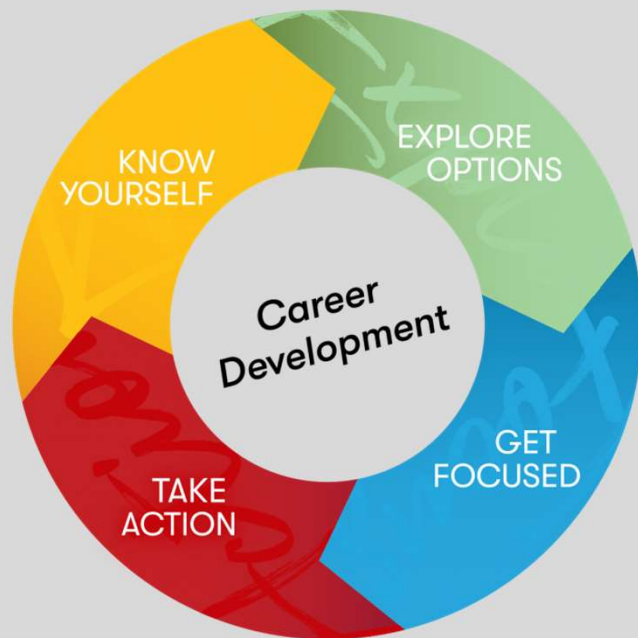 KNOW
YOURSELF
EXPLORE
OPTIONS
Career
Development
GET
FOCUSED
TAKE
ACTION